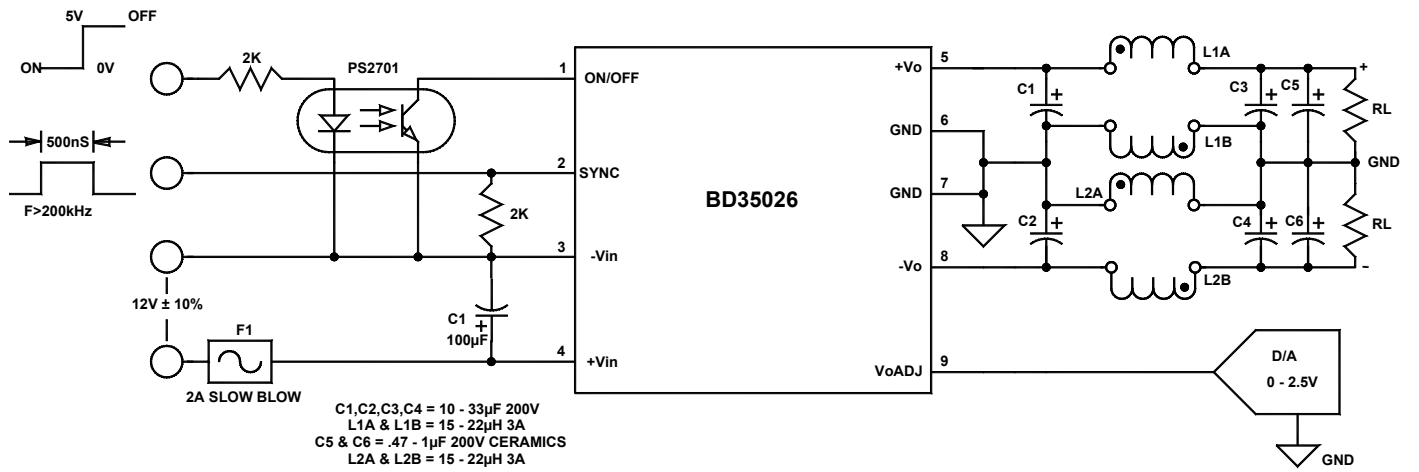 5V
OFF
ON
0V
2K
PS2701
1
ON/OFF
500nS
F>200kHz
2
SYNC
2K
3
-Vin
12V ± 10%
C1
100µF
F1
4
+Vin
2A SLOW BLOW
BD35026
+Vo
5
GND
6
GND
7
-Vo
8
VoADJ
9
L1A
C1
+
L1B
C3
+
C5
+
+
RL
GND
L2A
C2
+
L2B
C4
+
C6
+
RL
–
+
D/A
0 - 2.5V
GND
C1,C2,C3,C4 = 10 - 33µF 200V
L1A & L1B = 15 - 22µH 3A
C5 & C6 = .47 - 1µF 200V CERAMICS
L2A & L2B = 15 - 22µH 3A